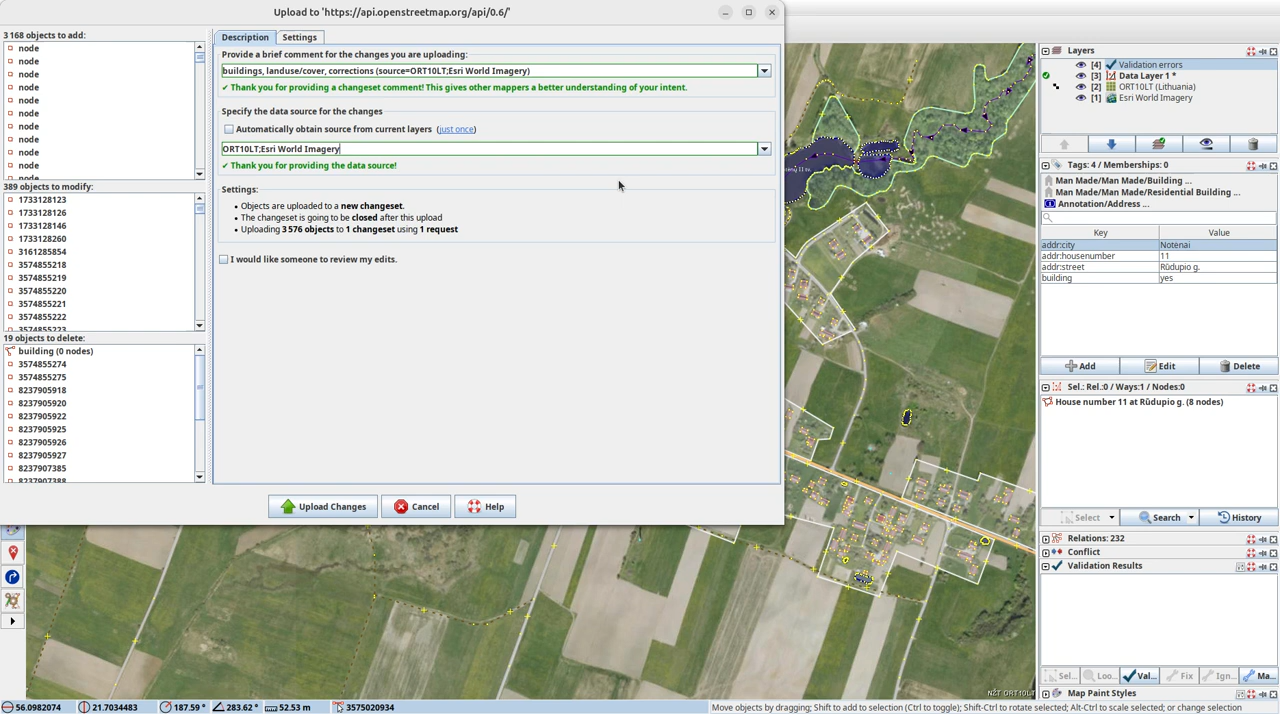 Upload to 'https://api.openstreetmap.org/api/0.6/'
3 168 objects to add:
node
node
node
node
node
node
node
node
node
node
389 objects to modify:
1733128123
1733128126
1733128146
1733128260
3161285854
3574855218
3574855219
3574855220
3574855221
3574855222
3574855223
19 objects to delete:
building (0 nodes)
3574855274
3574855275
8237905918
8237905920
8237905922
8237905925
8237905926
8237905927
8237907385
8237907388
Description
Settings
Provide a brief comment for the changes you are uploading:
buildings, landuse/cover, corrections (source=ORT10LT;Esri World Imagery)
✔ Thank you for providing a changeset comment! This gives other mappers a better understanding of your intent.
Specify the data source for the changes
Automatically obtain source from current layers (just once)
ORT10LT;Esri World Imagery
✔ Thank you for providing the data source!
Settings:
• Objects are uploaded to a new changeset.
• The changeset is going to be closed after this upload
• Uploading 3 576 objects to 1 changeset using 1 request
I would like someone to review my edits.
Upload Changes
Cancel
Help
Layers
[4] Validation errors
[3] Data Layer 1 *
[2] ORT10LT (Lithuania)
[1] Esri World Imagery
Tags: 4 / Memberships: 0
Man Made/Man Made/Building ...
Man Made/Man Made/Residential Building ...
Annotation/Address ...
Key Value
addr:city Notėnai
addr:housenumber 11
addr:street Rūdupio g.
building yes
Add
Edit
Delete
Sel.: Rel.:0 / Ways:1 / Nodes:0
House number 11 at Rūdupio g. (8 nodes)
Select
Search
History
Relations: 232
Conflict
Validation Results
Sel...
Loo...
Val...
Fix
Ign...
Ma...
Map Paint Styles
NŽT ORT10LT
56.0982074
21.7034483
187.59 °
283.62 °
52.53 m
3575020934
Move objects by dragging; Shift to add to selection (Ctrl to toggle); Shift-Ctrl to rotate selected; Alt-Ctrl to scale selected; or change selection